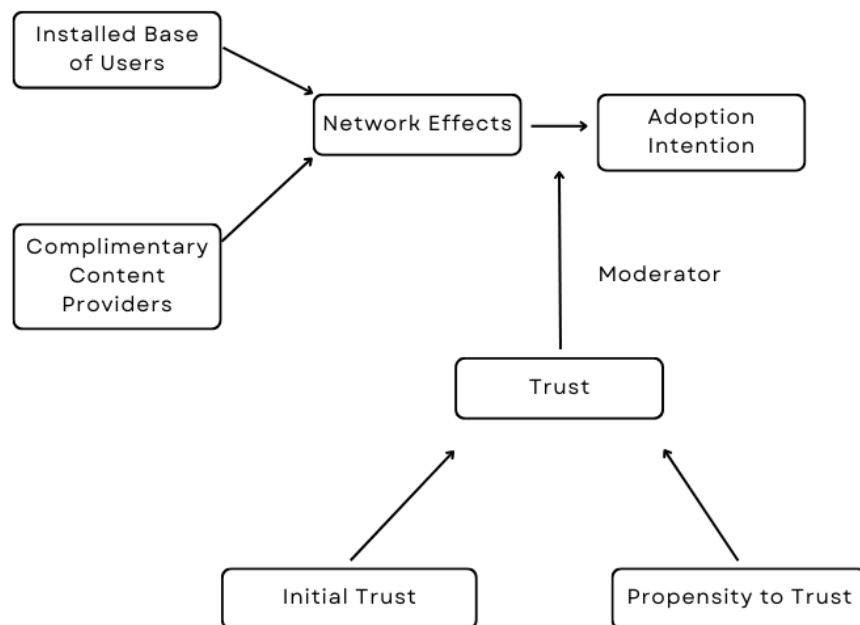 Installed Base
of Users
Network Effects
Adoption
Intention
Complimentary
Content
Providers
Moderator
Trust
Initial Trust
Propensity to Trust